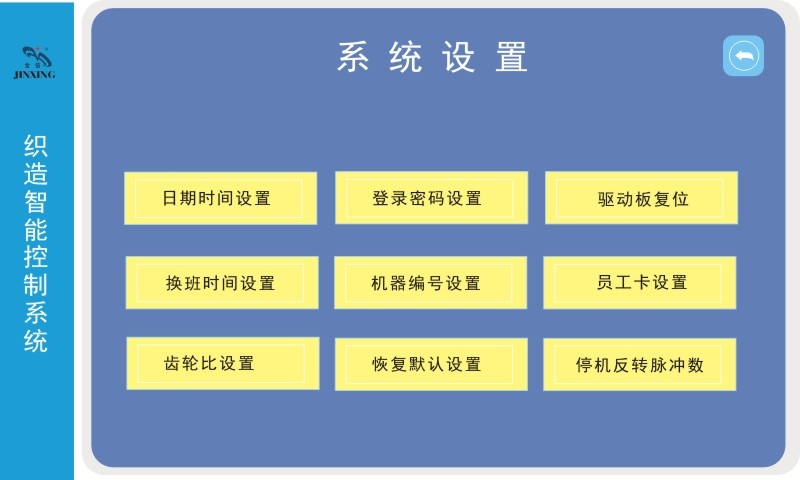 系统设置
JINXING
织造智能控制系统
日期时间设置
登录密码设置
驱动板复位
换班时间设置
机器编号设置
员工卡设置
齿轮比设置
恢复默认设置
停机反转脉冲数